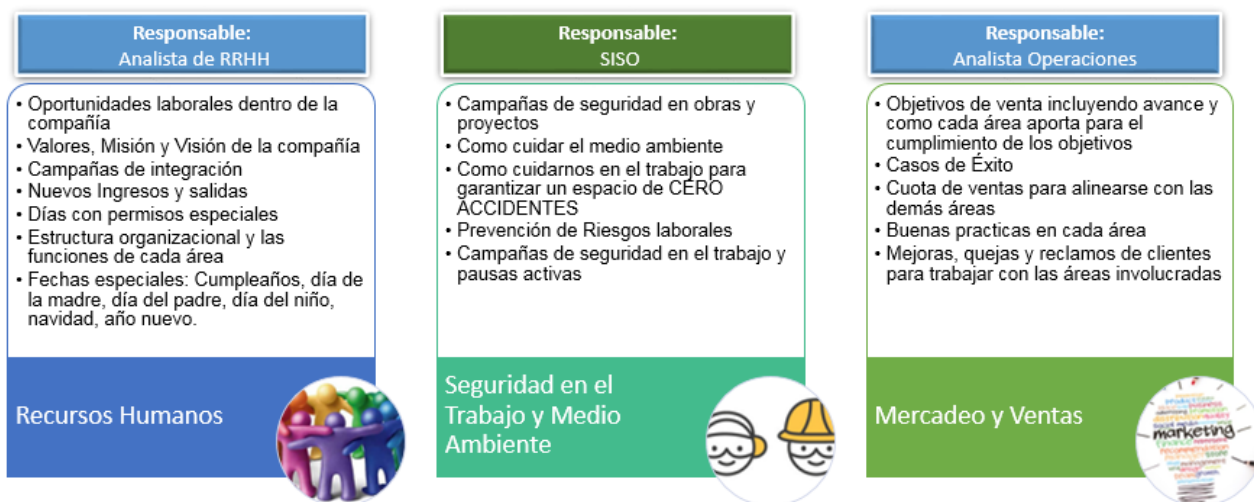 Responsable:
Analista de RRHH
• Oportunidades laborales dentro de la
compañía
• Valores, Misión y Visión de la compañía
• Campañas de integración
• Nuevos Ingresos y salidas
• Días con permisos especiales
• Estructura organizacional y las
funciones de cada área
• Fechas especiales: Cumpleaños, día de
la madre, día del padre, día del niño,
navidad, año nuevo.
Recursos Humanos
Responsable:
SISO
• Campañas de seguridad en obras y
proyectos
• Como cuidar el medio ambiente
• Como cuidarnos en el trabajo para
garantizar un espacio de CERO
ACCIDENTES
• Prevención de Riesgos laborales
• Campañas de seguridad en el trabajo y
pausas activas
Seguridad en el
Trabajo y Medio
Ambiente
Responsable:
Analista Operaciones
• Objetivos de venta incluyendo avance y
como cada área aporta para el
cumplimiento de los objetivos
• Casos de Éxito
• Cuota de ventas para alinearse con las
demás áreas
• Buenas practicas en cada área
• Mejoras, quejas y reclamos de clientes
para trabajar con las áreas involucradas
Mercadeo y Ventas
marketing